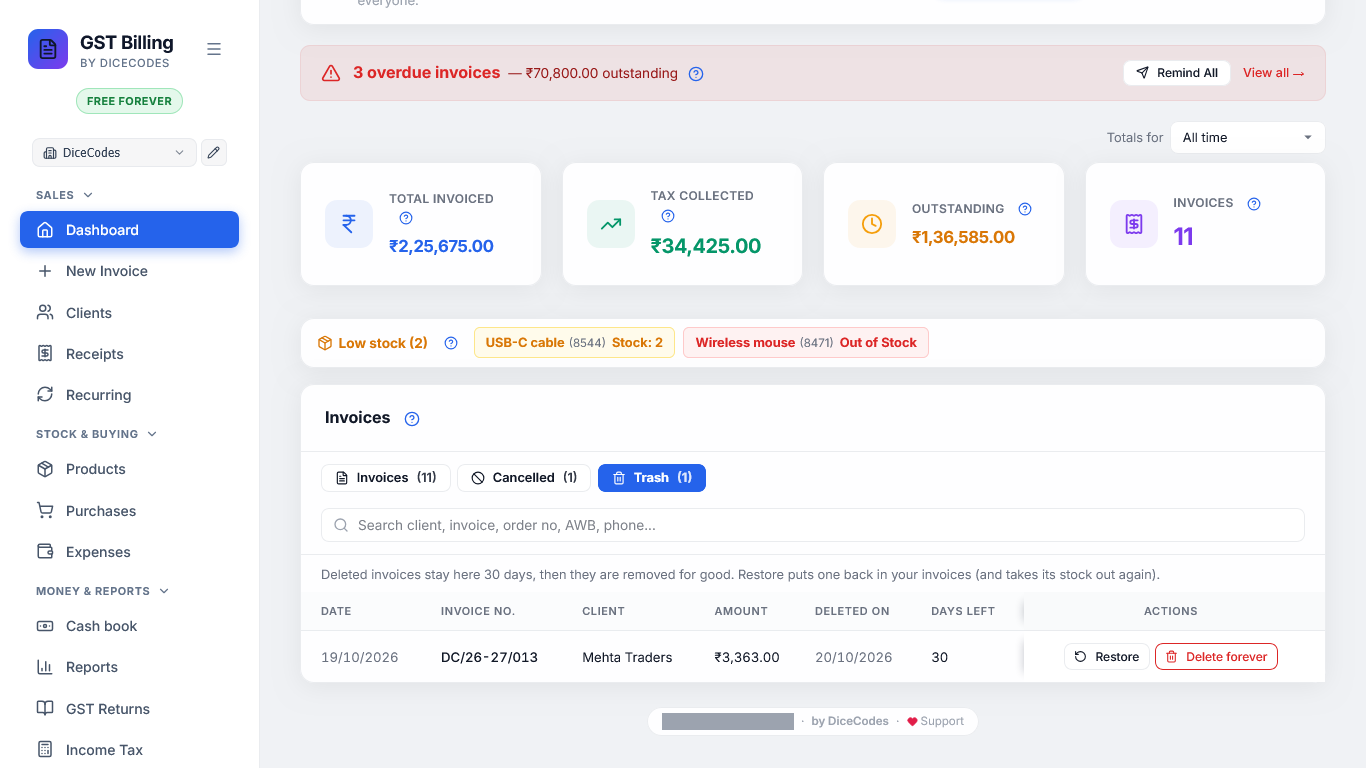 GST Billing
BY DICECODES
FREE FOREVER
DiceCodes
SALES
Dashboard
New Invoice
Clients
Receipts
Recurring
STOCK & BUYING
Products
Purchases
Expenses
MONEY & REPORTS
Cash book
Reports
GST Returns
Income Tax
everyone.
3 overdue invoices — ₹70,800.00 outstanding
Remind All
View all →
Totals for All time
TOTAL INVOICED
₹2,25,675.00
TAX COLLECTED
₹34,425.00
OUTSTANDING
₹1,36,585.00
INVOICES
11
Low stock (2)
USB-C cable (8544) Stock: 2
Wireless mouse (8471) Out of Stock
Invoices
Invoices (11)
Cancelled (1)
Trash (1)
Search client, invoice, order no, AWB, phone...
Deleted invoices stay here 30 days, then they are removed for good. Restore puts one back in your invoices (and takes its stock out again).
DATE INVOICE NO. CLIENT AMOUNT DELETED ON DAYS LEFT ACTIONS
19/10/2026 DC/26-27/013 Mehta Traders ₹3,363.00 20/10/2026 30 Restore Delete forever
· by DiceCodes · Support